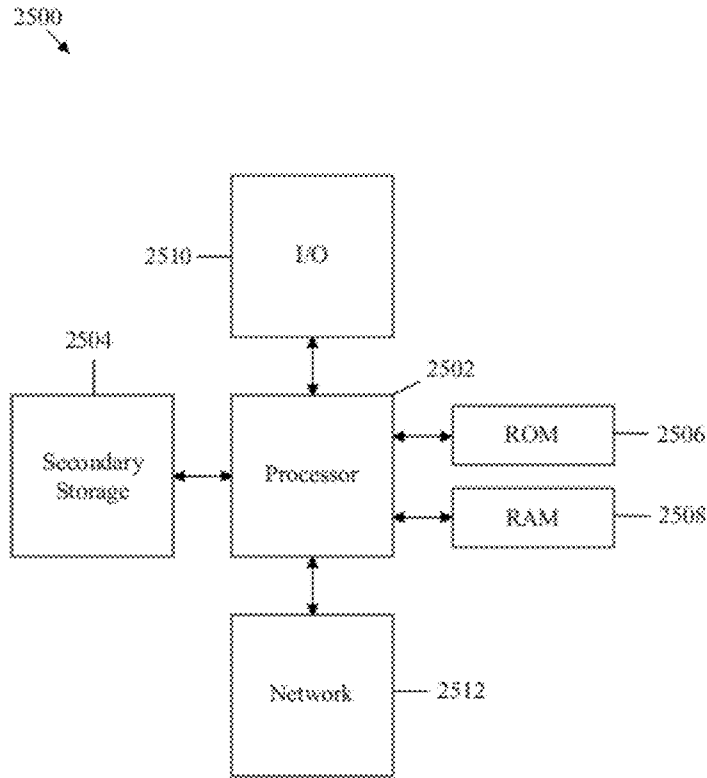 2500
I/O
2510
2504
2502
ROM
2506
Secondary
Storage
Processor
RAM
2508
Network
2512